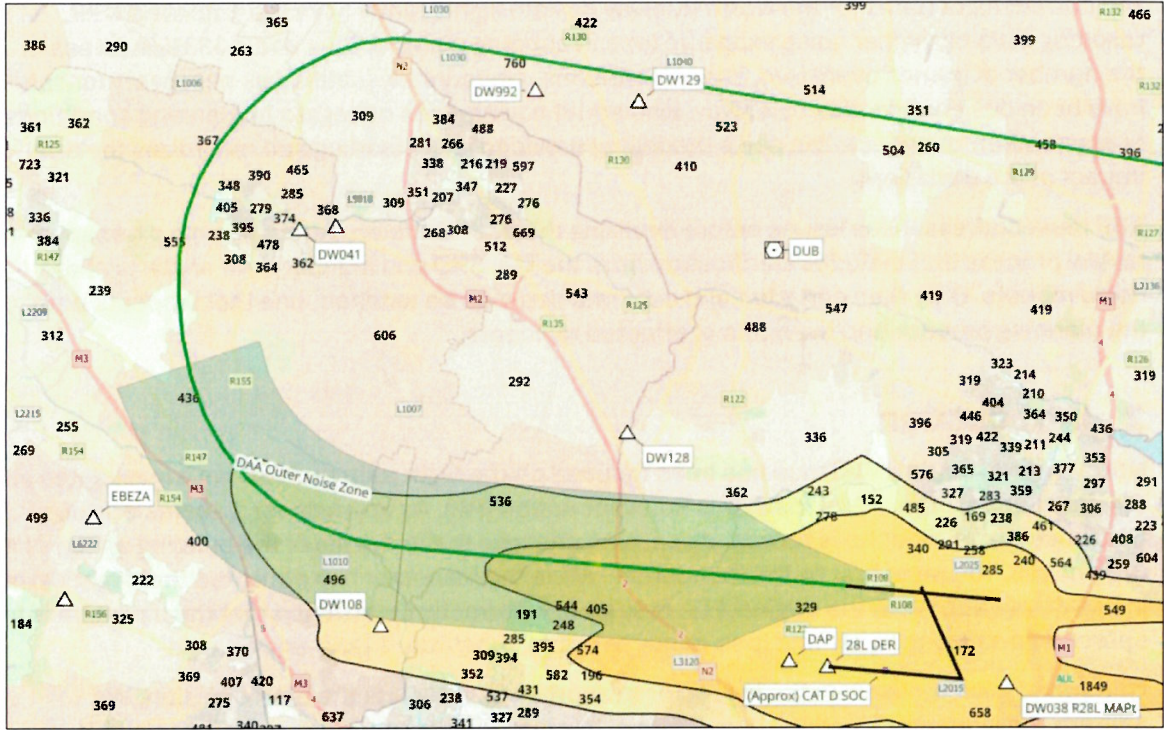 365 L1030 422 399 R132 466
386 290 263 R130 399
N2 L1030 760 L1040
L1006 DW992 DW129 R132
514
309 351
361 362 384 523
367 488
R125 281 266 504 260 458 396
723 390 465 338 216 219 597 R130 410 R129
321 348 285 351 347 227
405 279 L9818 309 207 276
336 374 368 276 R127
384 555 238 395 268 308 669
R147 478 DW041 512 DUB
308 364 362 289
239 543 419 L2136
L2209 M2 R125 547 419 M1
312 R135 488
606
M3 323 R126
R155 292 319 214 319
436 404 210
L2215 L1007 R122 446 364 350
255 396 436
269 R154 336 319 422 339 211 244
R147 DW128 305 353
DAA Outer Noise Zone 576 365 321 213 377
EBEZA R154 M3 362 243 327 283 359 297 291
536 152 485 267 306 288
499 278 226 169 238 461 223
L6222 400 340 291 258 386 226 408
L1010 L2025 285 240 564 259 604
222 496 R108 439
DW108 R108
R156 325 191 544 405 329 549
184 248
308 370 285 395 574 DAP 28L DER 1172 M1
309 394 L3120
369 407 420 M3 352 582 196 N2 (Approx) CAT D SOC L2015 1849
275 117 238 537 431 354
369 306 289 DW038 R28L MAPt
637 327 658
340 341